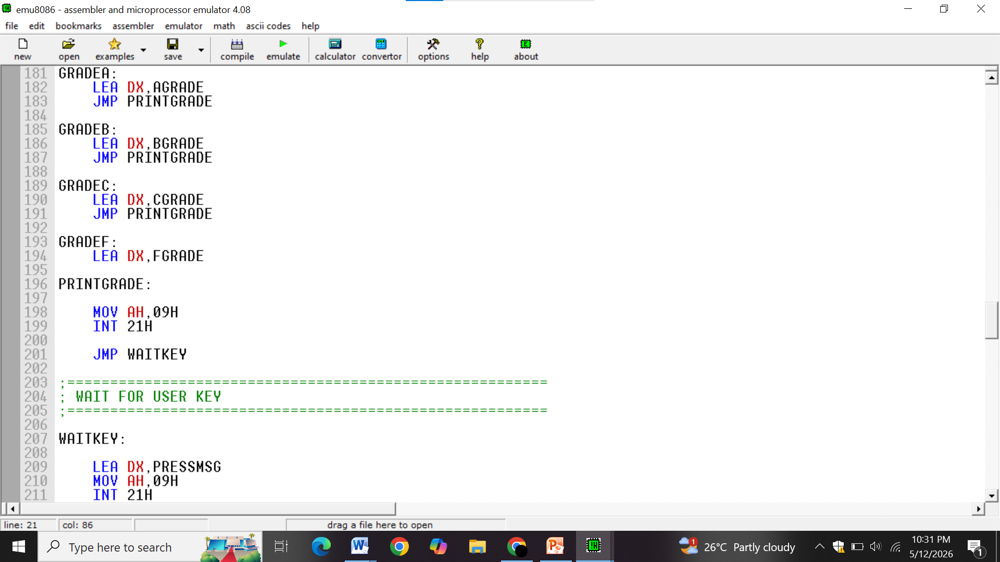 emu8086 - assembler and microprocessor emulator 4.08
file edit bookmarks assembler emulator math ascii codes help
new open examples save compile emulate calculator convertor options help about
181 GRADEA:
182 LEA DX,AGRADE
183 JMP PRINTGRADE
184
185 GRADEB:
186 LEA DX,BGRADE
187 JMP PRINTGRADE
188
189 GRADEC:
190 LEA DX,CGRADE
191 JMP PRINTGRADE
192
193 GRADEF:
194 LEA DX,FGRADE
195
196 PRINTGRADE:
197
198 MOV AH,09H
199 INT 21H
200
201 JMP WAITKEY
202
203 ;========================================================
204 ; WAIT FOR USER KEY
205 ;========================================================
206
207 WAITKEY:
208
209 LEA DX,PRESSMSG
210 MOV AH,09H
211 INT 21H
line: 21 col: 86 drag a file here to open
Type here to search 1 26°C Partly cloudy 10:31 PM
5/12/2026 1